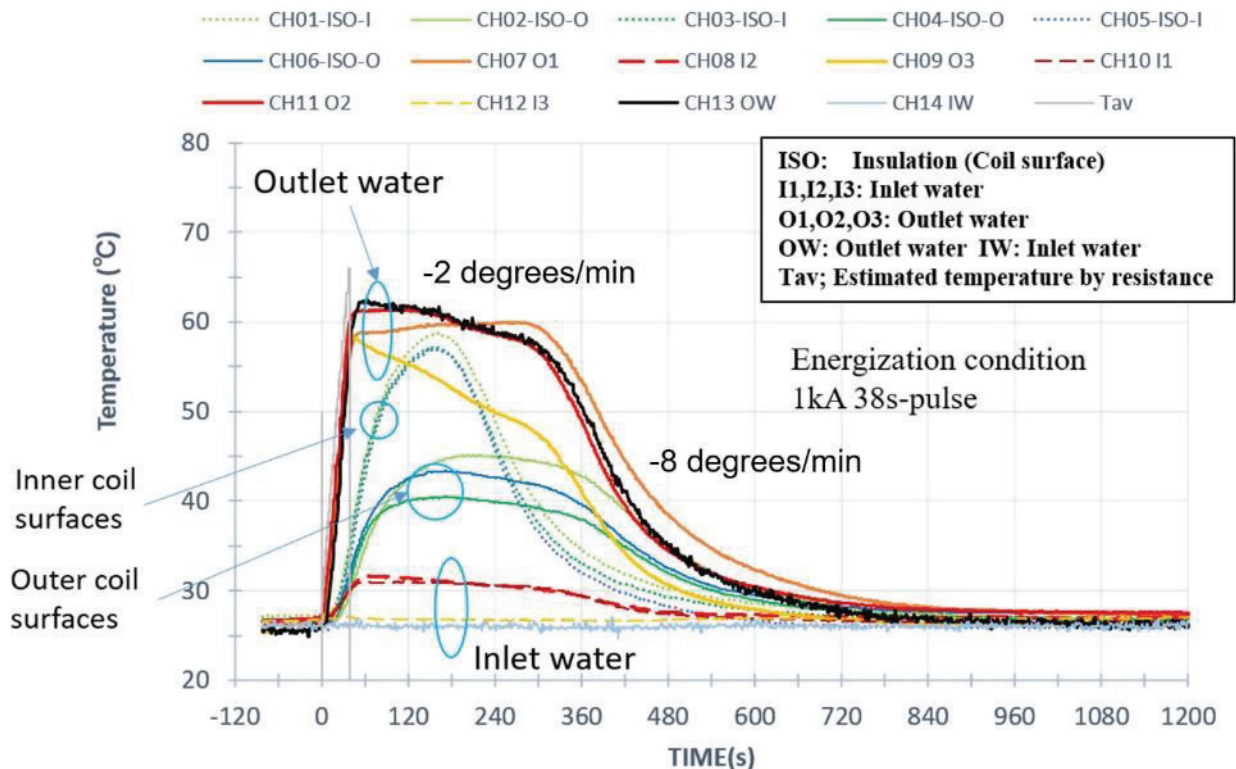 CH01-ISO-I CH02-ISO-O CH03-ISO-I CH04-ISO-O CH05-ISO-I
CH06-ISO-O CH07 O1 CH08 I2 CH09 O3 CH10 I1
CH11 O2 CH12 I3 CH13 OW CH14 IW Tav
ISO: Insulation (Coil surface)
I1,I2,I3: Inlet water
O1,O2,O3: Outlet water
OW: Outlet water IW: Inlet water
Tav; Estimated temperature by resistance
Outlet water
-2 degrees/min
Energization condition
1kA 38s-pulse
-8 degrees/min
Inner coil
surfaces
Outer coil
surfaces
Inlet water
Temperature (℃)
80
70
60
50
40
30
20
-120 0 120 240 360 480 600 720 840 960 1080 1200
TIME(s)